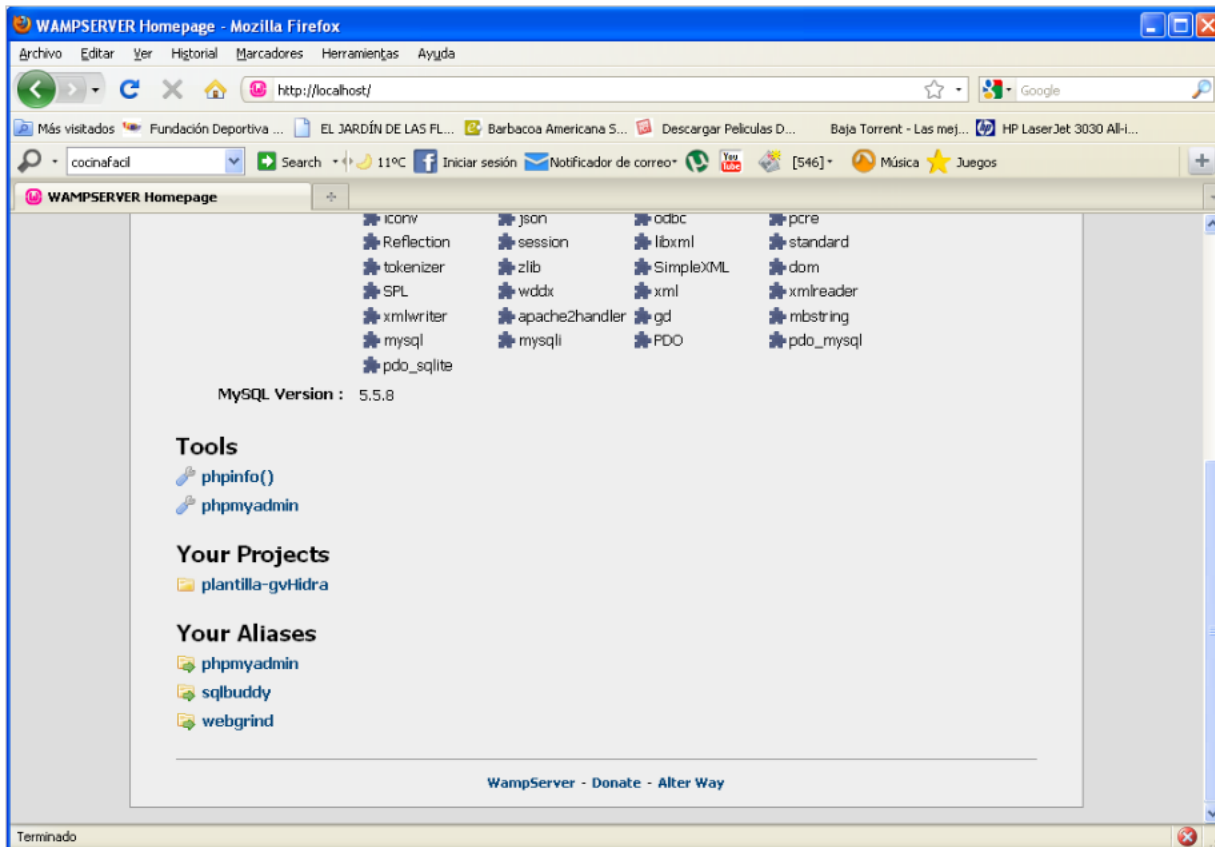 WAMPSERVER Homepage - Mozilla Firefox
Archivo Editar Ver Historial Marcadores Herramientas Ayuda
http://localhost/ Google
Más visitados Fundación Deportiva ... EL JARDÍN DE LAS FL... Barbacoa Americana S... Descargar Peliculas D... Baja Torrent - Las mej... HP LaserJet 3030 All-i...
cocinafacil Search 11ºC Iniciar sesión Notificador de correo You Tube [546] Música Juegos
WAMPSERVER Homepage
iconv json odbc pcre
Reflection session libxml standard
tokenizer zlib SimpleXML dom
SPL wddx xml xmlreader
xmlwriter apache2handler gd mbstring
mysql mysqli PDO pdo_mysql
pdo_sqlite
MySQL Version : 5.5.8
Tools
phpinfo()
phpmyadmin
Your Projects
plantilla-gvHidra
Your Aliases
phpmyadmin
sqlbuddy
webgrind
WampServer - Donate - Alter Way
Terminado